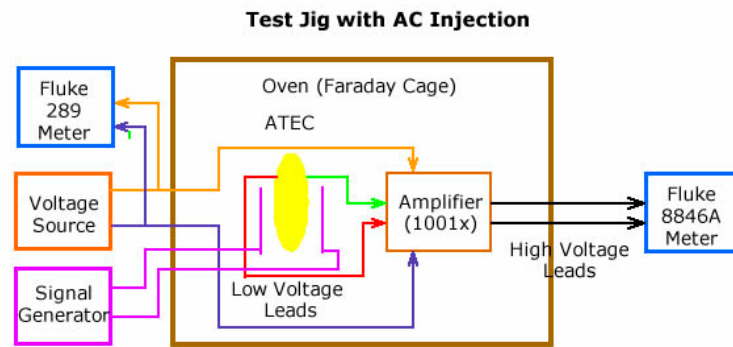 Test Jig with AC Injection
Fluke
289
Meter
Oven (Faraday Cage)
ATEC
Voltage
Source
Amplifier
(1001x)
Fluke
8846A
Meter
High Voltage
Leads
Signal
Generator
Low Voltage
Leads